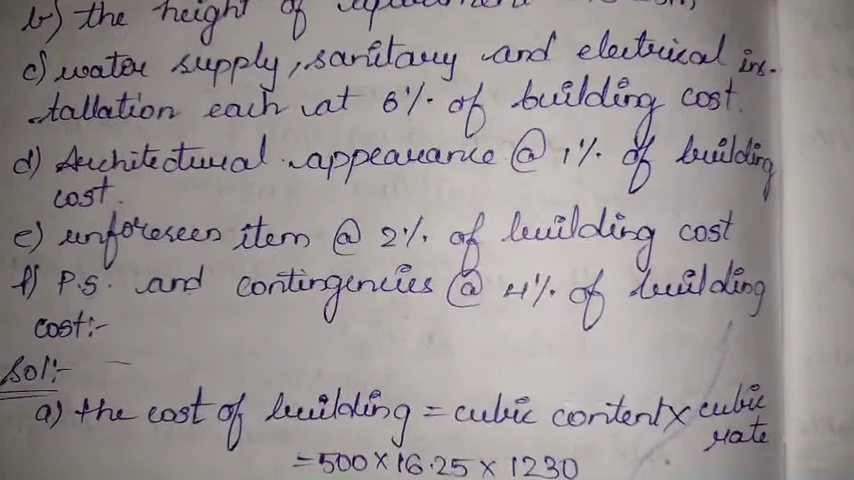 b) the height of
c) water supply, sanitary and electrical ins-
tallation each at 6%. of building cost.
d) Architectural appearance @ 1%. of building
cost.
e) unforeseen item @ 2%. of building cost
f) P.S. and contingencies @ 4%. of building
cost:-
Sol:-
a) the cost of building = cubic content x cubic
rate
= 500 x 16.25 x 1230